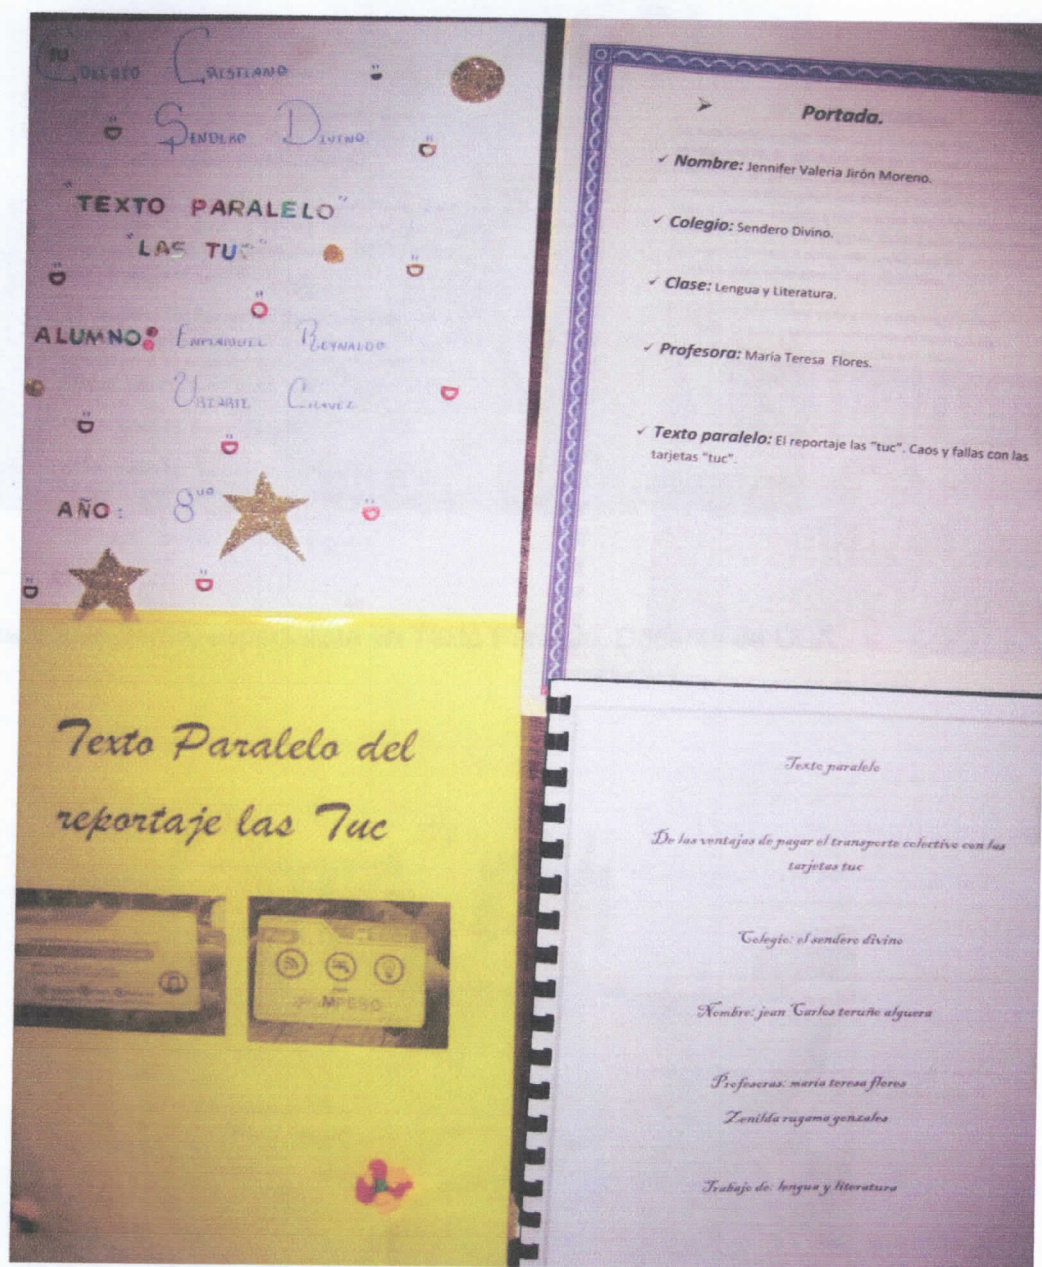 COLEGIO CRISTIANO
SENDERO DIVINO
"TEXTO PARALELO"
"LAS TUC"
ALUMNO: ENMANUEL REYNALDO
URIARTE CHAVEZ
AÑO: 8vo
Portada.
Nombre: Jennifer Valeria Jirón Moreno.
Colegio: Sendero Divino.
Clase: Lengua y Literatura.
Profesora: María Teresa Flores.
Texto paralelo: El reportaje las "tuc". Caos y fallas con las
tarjetas "tuc".
Texto Paralelo del
reportaje las Tuc
MPESO
Texto paralelo
De las ventajas de pagar el transporte colectivo con las
tarjetas tuc
Colegio: el sendero divino
Nombre: jean Carlos teruño alguera
Profesoras: maria teresa flores
Zenilda rugama gonzales
Trabajo de: lengua y literatura